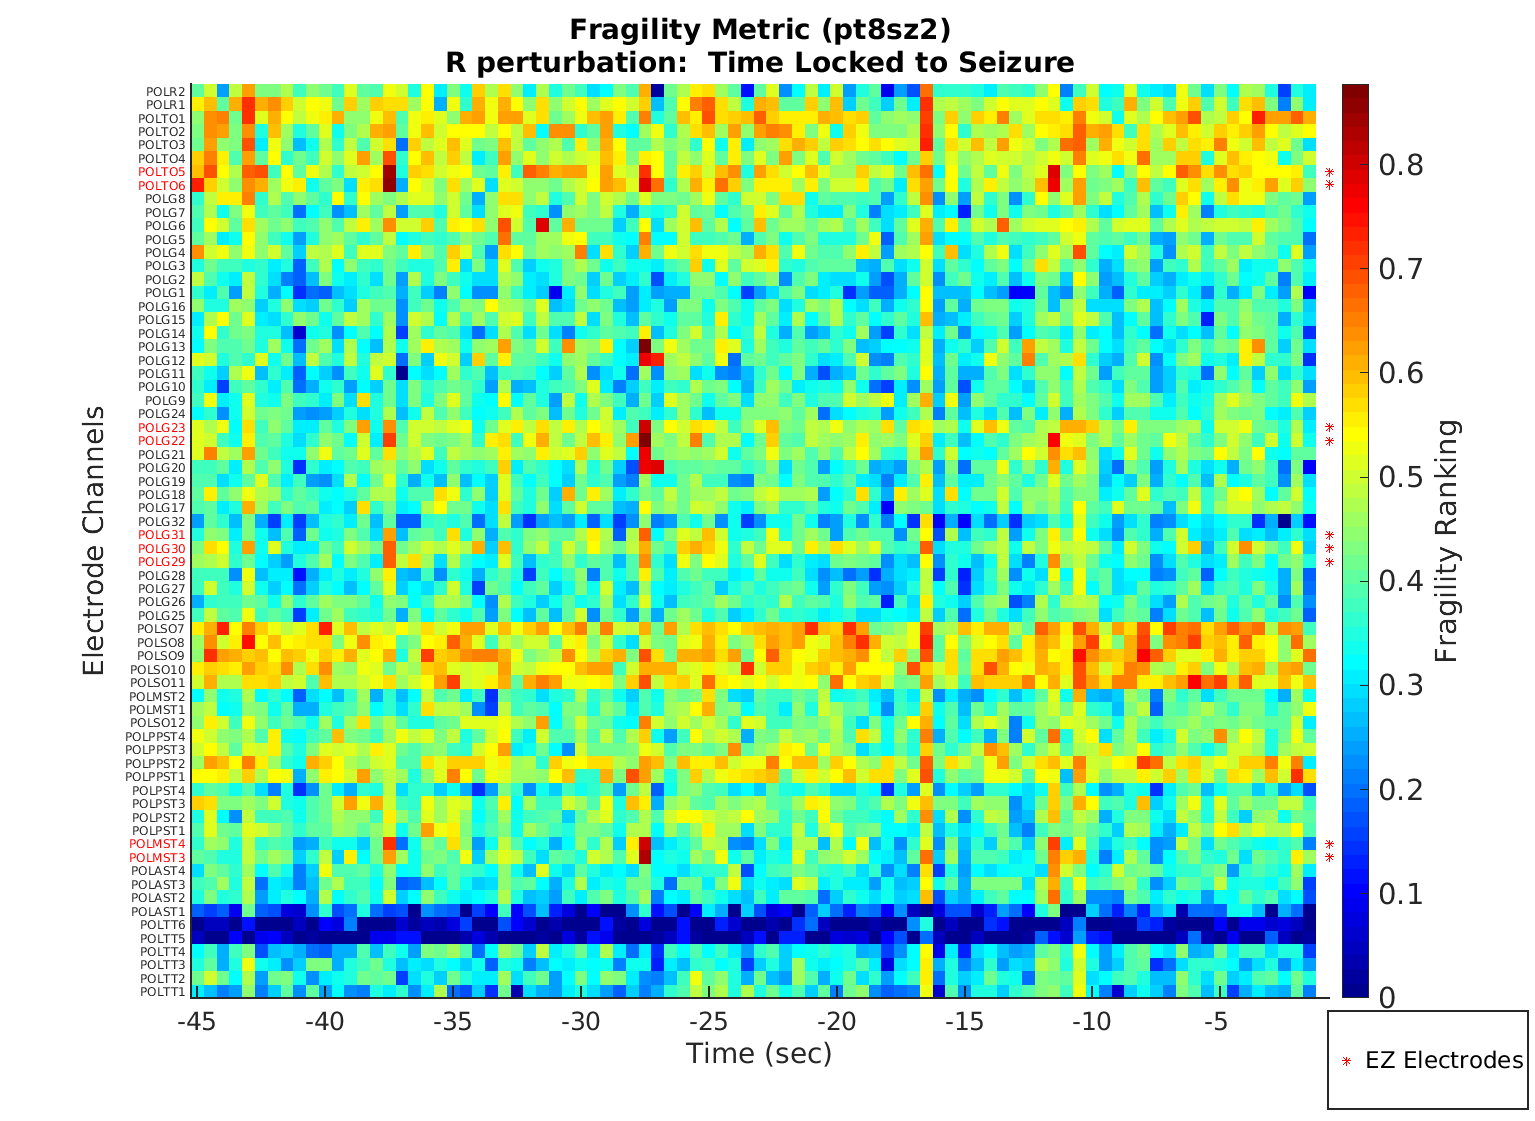 Fragility Metric (pt8sz2)
R perturbation:  Time Locked to Seizure
Electrode Channels
POLR2
POLR1
POLTO1
POLTO2
POLTO3
POLTO4
POLTO5 *
POLTO6 *
POLG8
POLG7
POLG6
POLG5
POLG4
POLG3
POLG2
POLG1
POLG16
POLG15
POLG14
POLG13
POLG12
POLG11
POLG10
POLG9
POLG24
POLG23 *
POLG22 *
POLG21
POLG20
POLG19
POLG18
POLG17
POLG32
POLG31 *
POLG30 *
POLG29 *
POLG28
POLG27
POLG26
POLG25
POLSO7
POLSO8
POLSO9
POLSO10
POLSO11
POLMST2
POLMST1
POLSO12
POLPPST4
POLPPST3
POLPPST2
POLPPST1
POLPST4
POLPST3
POLPST2
POLPST1
POLMST4 *
POLMST3 *
POLAST4
POLAST3
POLAST2
POLAST1
POLTT6
POLTT5
POLTT4
POLTT3
POLTT2
POLTT1
-45 -40 -35 -30 -25 -20 -15 -10 -5
Time (sec)
0.8
0.7
0.6
0.5
0.4
0.3
0.2
0.1
0
Fragility Ranking
* EZ Electrodes